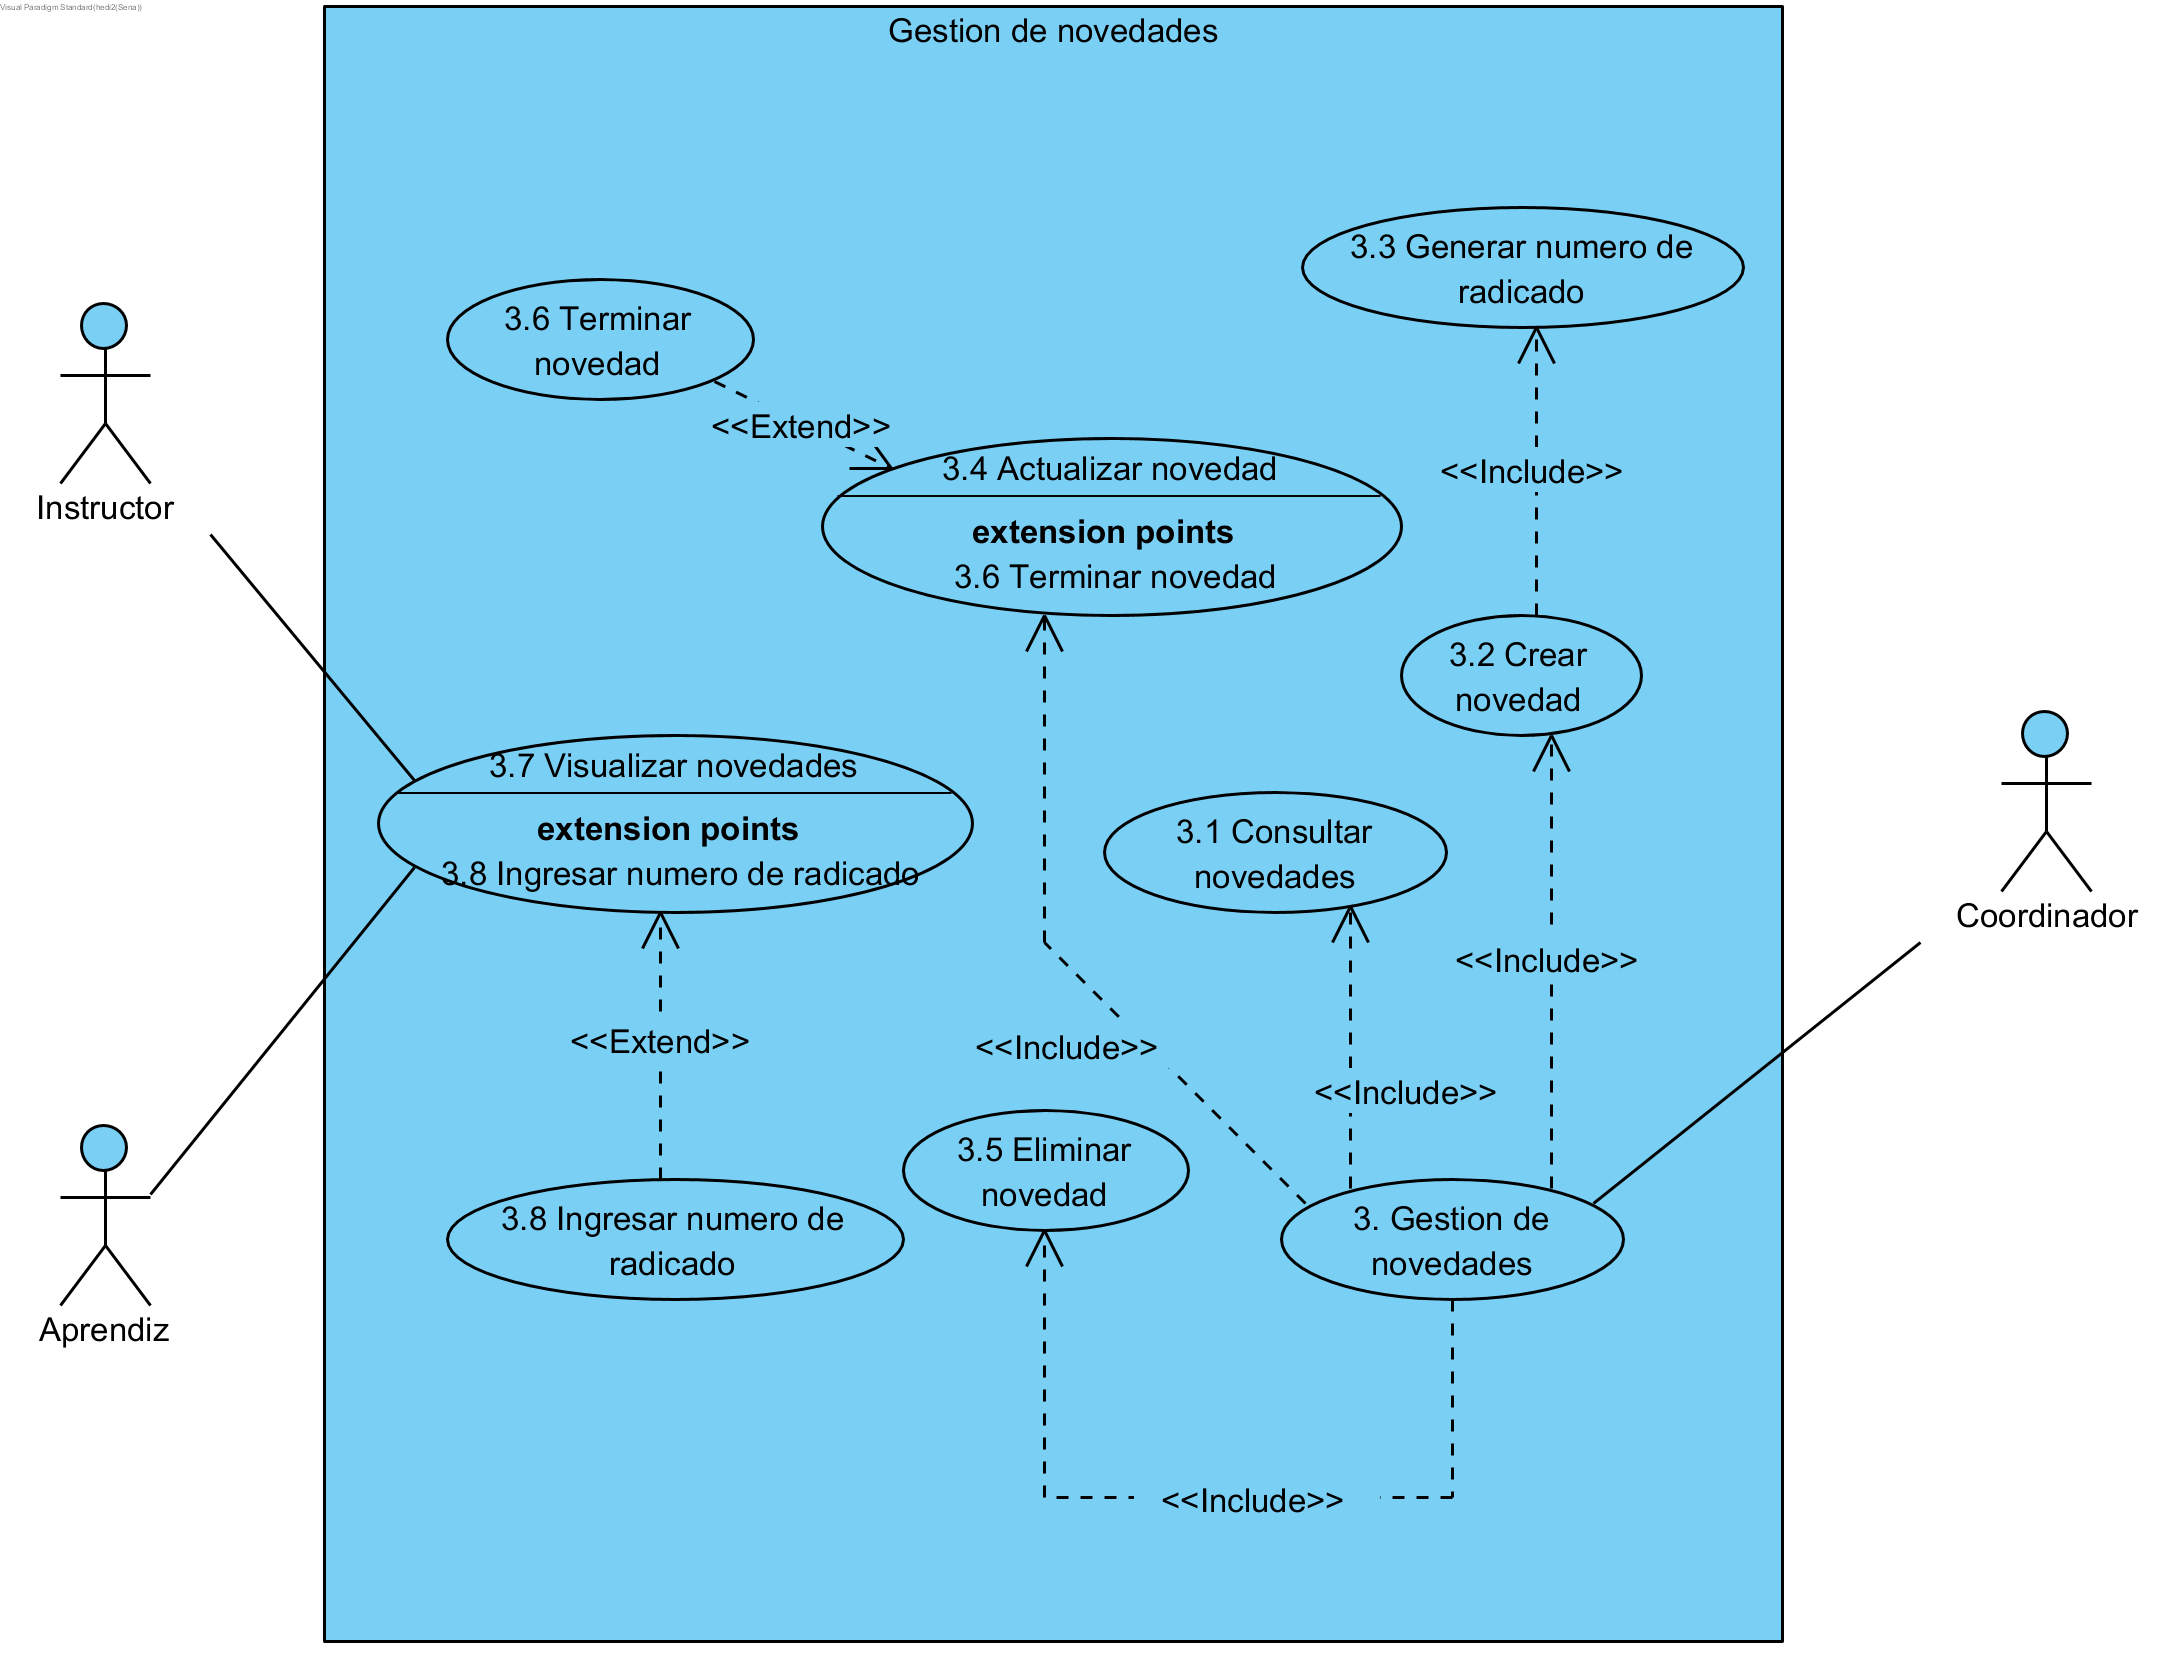 Visual Paradigm Standard(hedi2(Sena))
Gestion de novedades
3.3 Generar numero de
radicado
3.6 Terminar
novedad
<<Extend>>
3.4 Actualizar novedad
extension points
3.6 Terminar novedad
<<Include>>
Instructor
3.2 Crear
novedad
3.7 Visualizar novedades
extension points
3.8 Ingresar numero de radicado
3.1 Consultar
novedades
Coordinador
<<Include>>
<<Extend>>
<<Include>>
<<Include>>
3.5 Eliminar
novedad
3.8 Ingresar numero de
radicado
3. Gestion de
novedades
Aprendiz
<<Include>>